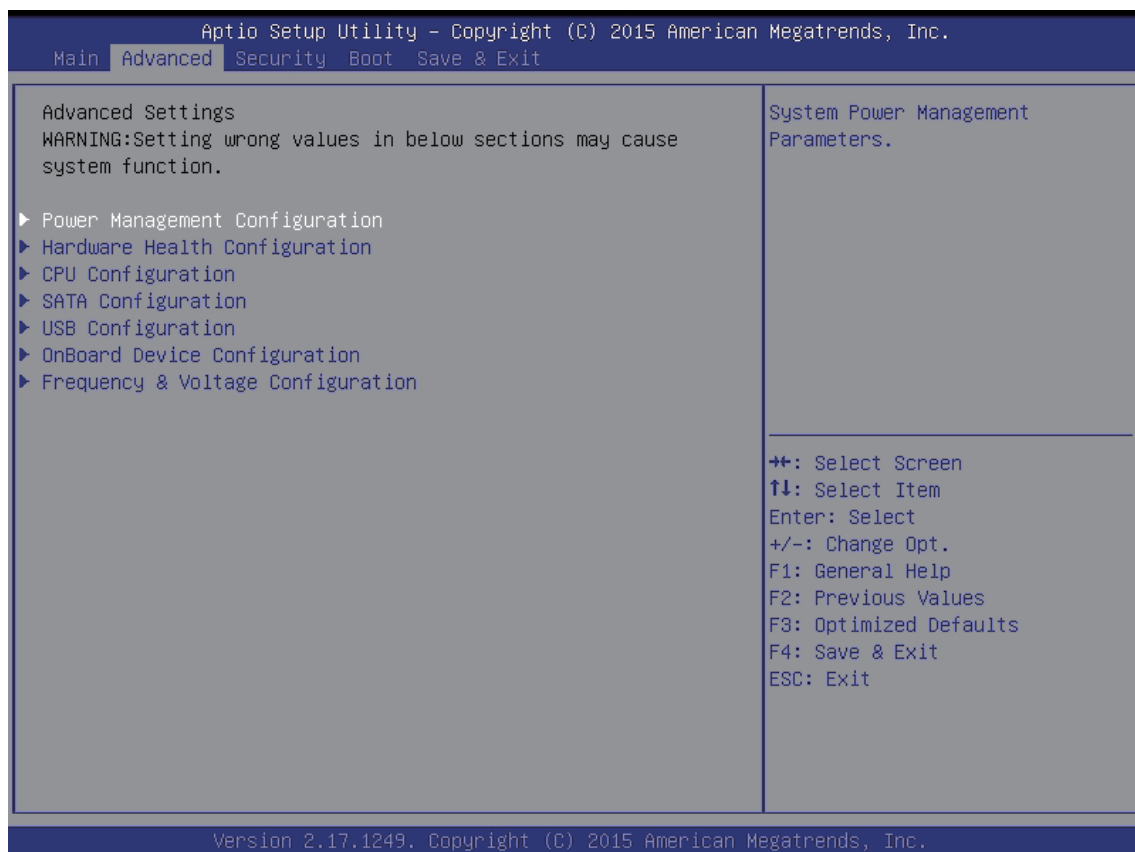 Aptio Setup Utility – Copyright (C) 2015 American Megatrends, Inc.
Main Advanced Security Boot Save & Exit
Advanced Settings
WARNING:Setting wrong values in below sections may cause
system function.
▶ Power Management Configuration
▶ Hardware Health Configuration
▶ CPU Configuration
▶ SATA Configuration
▶ USB Configuration
▶ OnBoard Device Configuration
▶ Frequency & Voltage Configuration
System Power Management
Parameters.
→←: Select Screen
↑↓: Select Item
Enter: Select
+/-: Change Opt.
F1: General Help
F2: Previous Values
F3: Optimized Defaults
F4: Save & Exit
ESC: Exit
Version 2.17.1249. Copyright (C) 2015 American Megatrends, Inc.